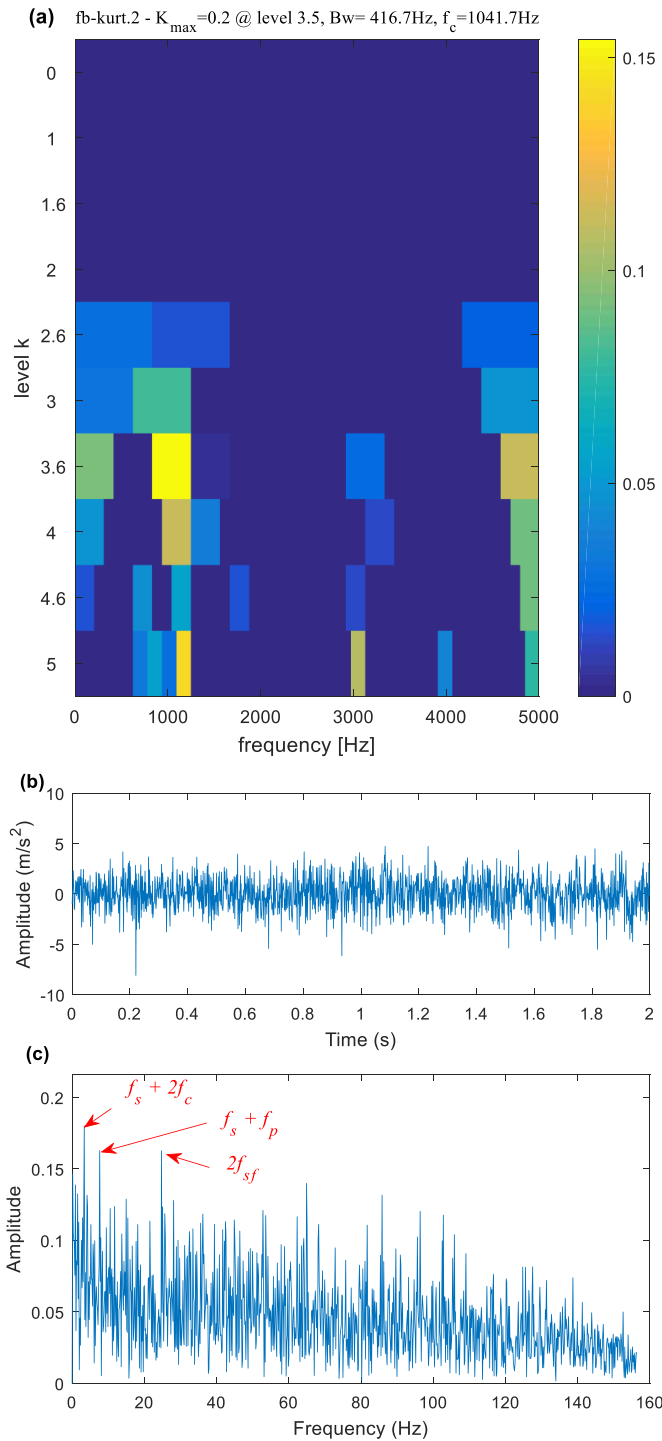 (a) fb-kurt.2 - K_max=0.2 @ level 3.5, Bw= 416.7Hz, f_c=1041.7Hz
0
1
1.6
2
2.6
3
3.6
4
4.6
5
level k
0 1000 2000 3000 4000 5000
frequency [Hz]
0.15
0.1
0.05
0
(b)
10
5
0
-5
-10
Amplitude (m/s²)
0 0.2 0.4 0.6 0.8 1 1.2 1.4 1.6 1.8 2
Time (s)
(c)
f_s + 2f_c
f_s + f_p
2f_sf
0.2
0.15
0.1
0.05
0
Amplitude
0 20 40 60 80 100 120 140 160
Frequency (Hz)